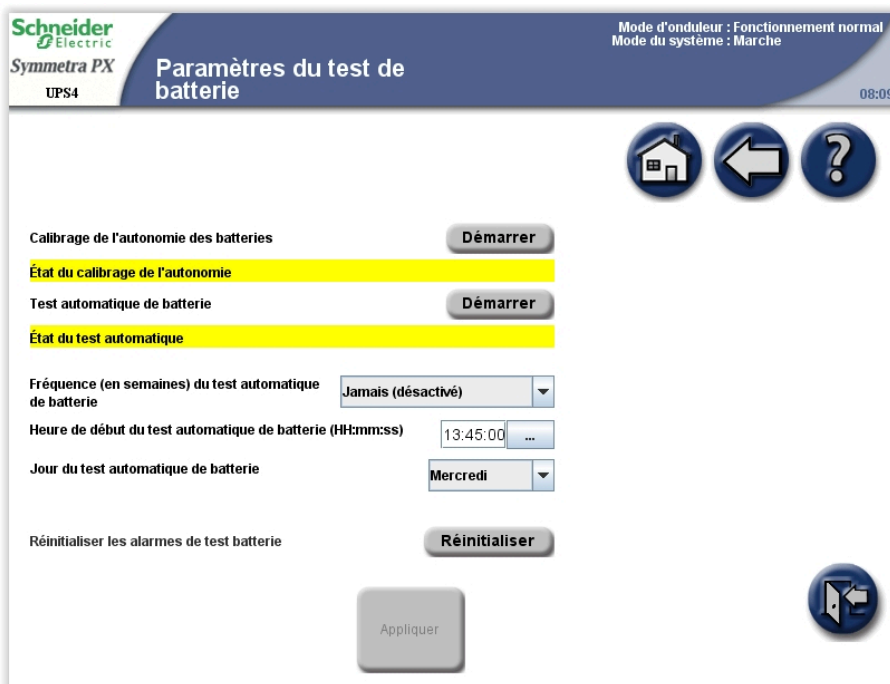 Schneider
Electric
Symmetra PX
UPS4
Paramètres du test de
batterie
Mode d'onduleur : Fonctionnement normal
Mode du système : Marche
08:09
?
Calibrage de l'autonomie des batteries
Démarrer
État du calibrage de l'autonomie
Test automatique de batterie
Démarrer
État du test automatique
Fréquence (en semaines) du test automatique
de batterie
Jamais (désactivé)
Heure de début du test automatique de batterie (HH:mm:ss)
13:45:00
...
Jour du test automatique de batterie
Mercredi
Réinitialiser les alarmes de test batterie
Réinitialiser
Appliquer